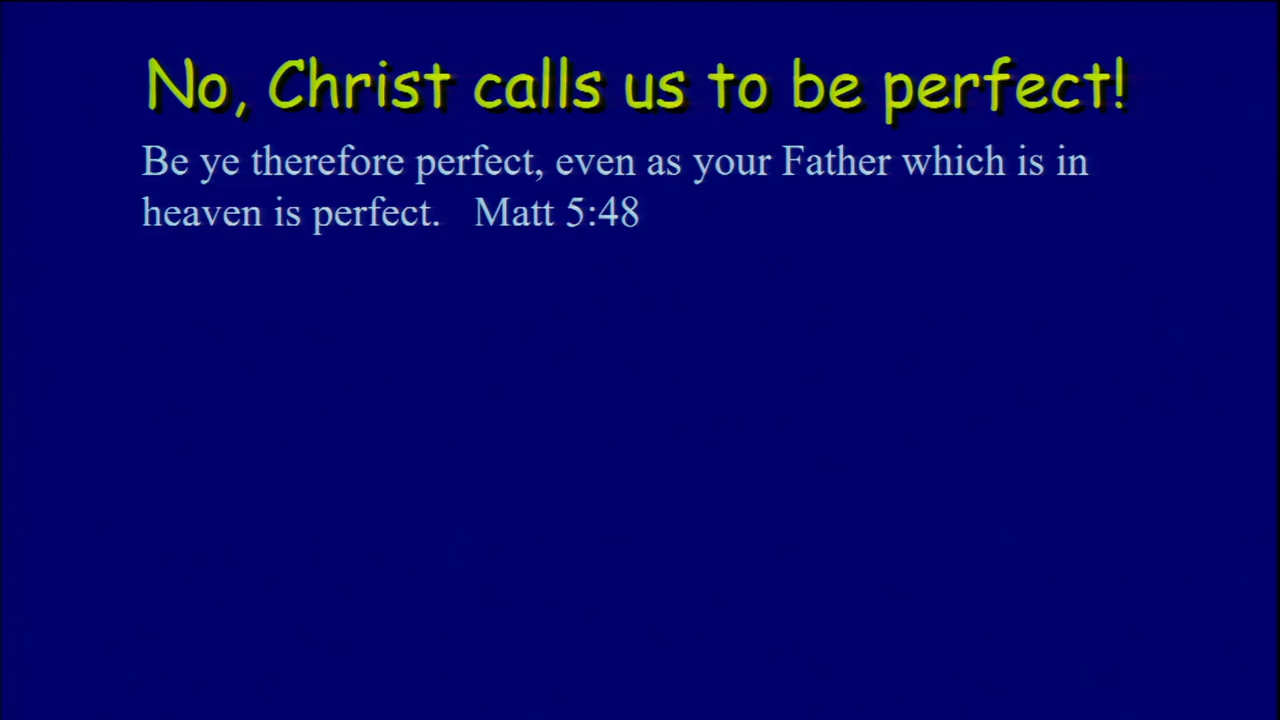 No, Christ calls us to be perfect!
Be ye therefore perfect, even as your Father which is in
heaven is perfect. Matt 5:48